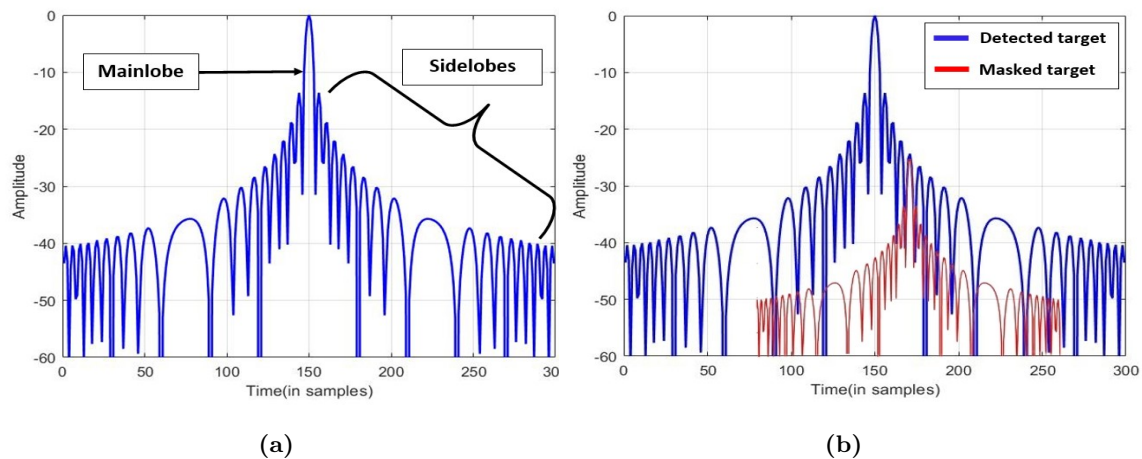 0
-10
-20
-30
-40
-50
-60
Amplitude
0 50 100 150 200 250 30
Time(in samples)
Mainlobe
Sidelobes
(a)
0
-10
-20
-30
-40
-50
-60
Amplitude
0 50 100 150 200 250 300
Time(in samples)
Detected target
Masked target
(b)